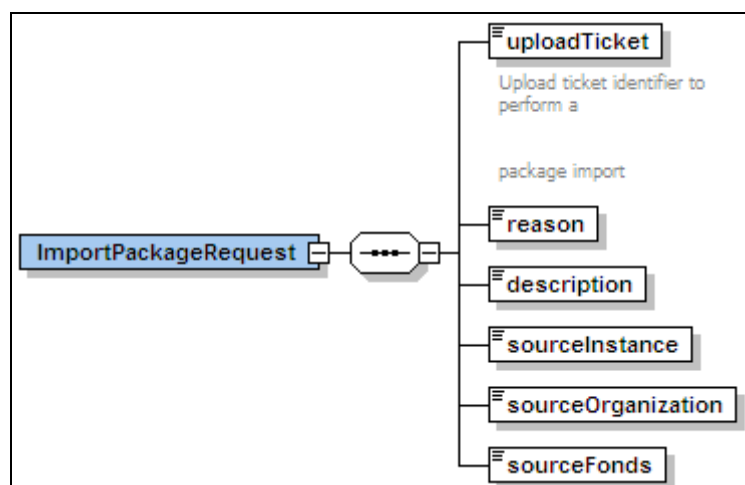 uploadTicket
Upload ticket identifier to
perform a
package import
ImportPackageRequest
reason
description
sourceInstance
sourceOrganization
sourceFonds